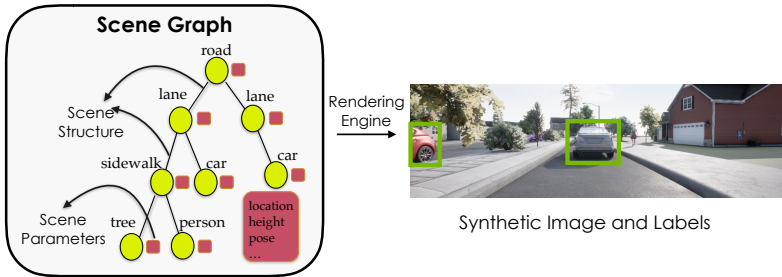 Scene Graph
road
lane
lane
Scene
Structure
sidewalk
car
car
Scene
Parameters
tree
person
location
height
pose
...
Rendering
Engine
Synthetic Image and Labels